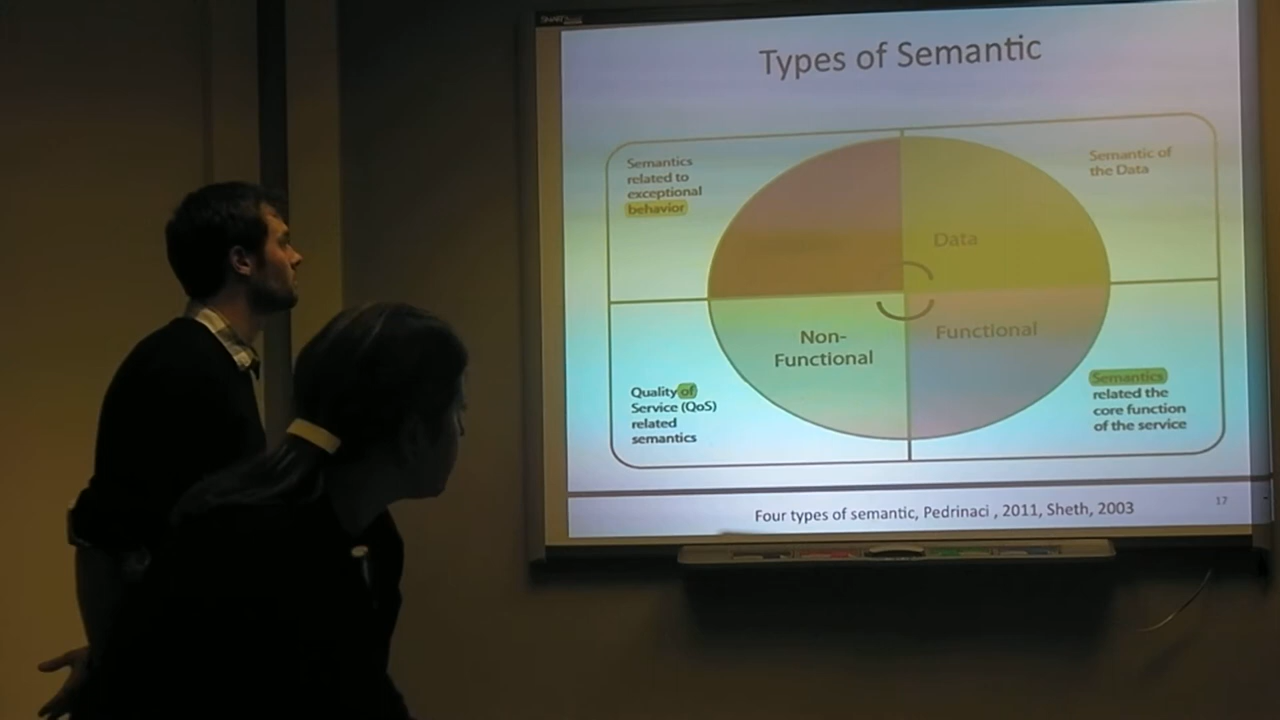 SMART
Types of Semantic
Semantics
related to
exceptional
behavior
Semantic of
the Data
Data
Non-
Functional
Functional
Quality of
Service (QoS)
related
semantics
Semantics
related the
core function
of the service
Four types of semantic, Pedrinaci , 2011, Sheth, 2003
17